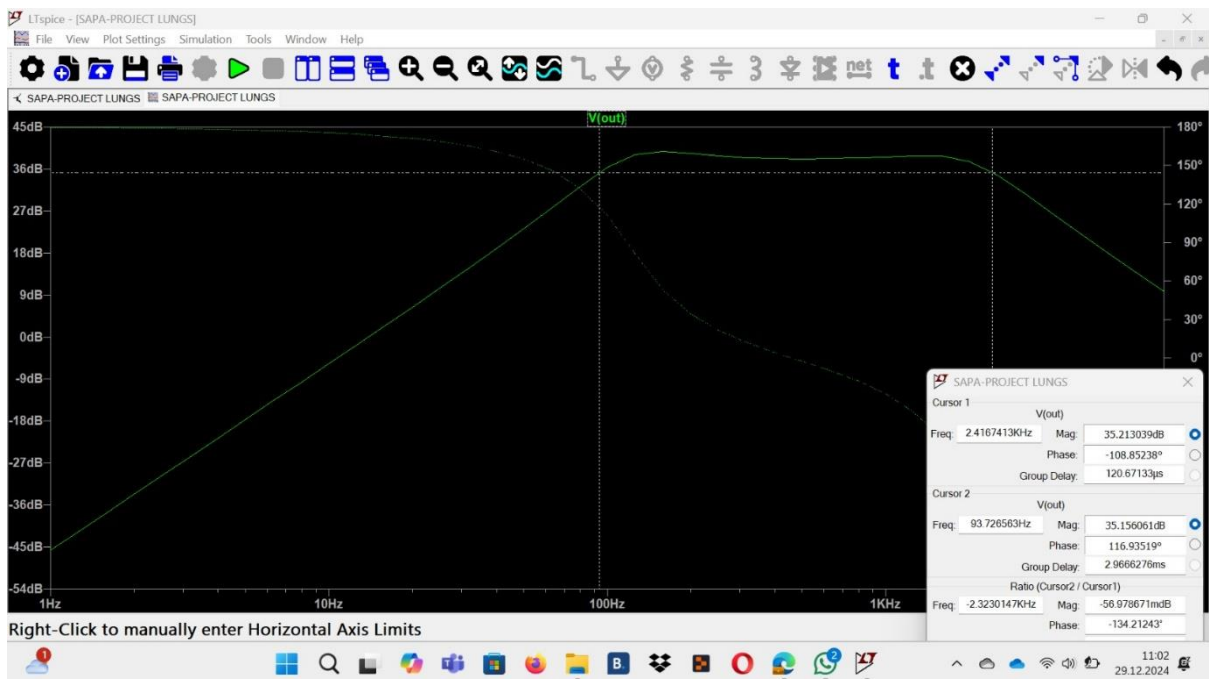 LTspice - [SAPA-PROJECT LUNGS]
File View Plot Settings Simulation Tools Window Help
net t .t
SAPA-PROJECT LUNGS SAPA-PROJECT LUNGS
V(out)
45dB 180°
36dB 150°
27dB 120°
18dB 90°
9dB 60°
0dB 30°
-9dB 0°
-18dB
-27dB
-36dB
-45dB
-54dB
1Hz 10Hz 100Hz 1KHz
SAPA-PROJECT LUNGS
Cursor 1
V(out)
Freq: 2.4167413KHz Mag: 35.213039dB
Phase: -108.85238°
Group Delay: 120.67133µs
Cursor 2
V(out)
Freq: 93.726563Hz Mag: 35.156061dB
Phase: 116.93519°
Group Delay: 2.9666276ms
Ratio (Cursor2 / Cursor1)
Freq: -2.3230147KHz Mag: -56.978671mdB
Phase: -134.21243°
Right-Click to manually enter Horizontal Axis Limits
1
B.
2
11:02
29.12.2024